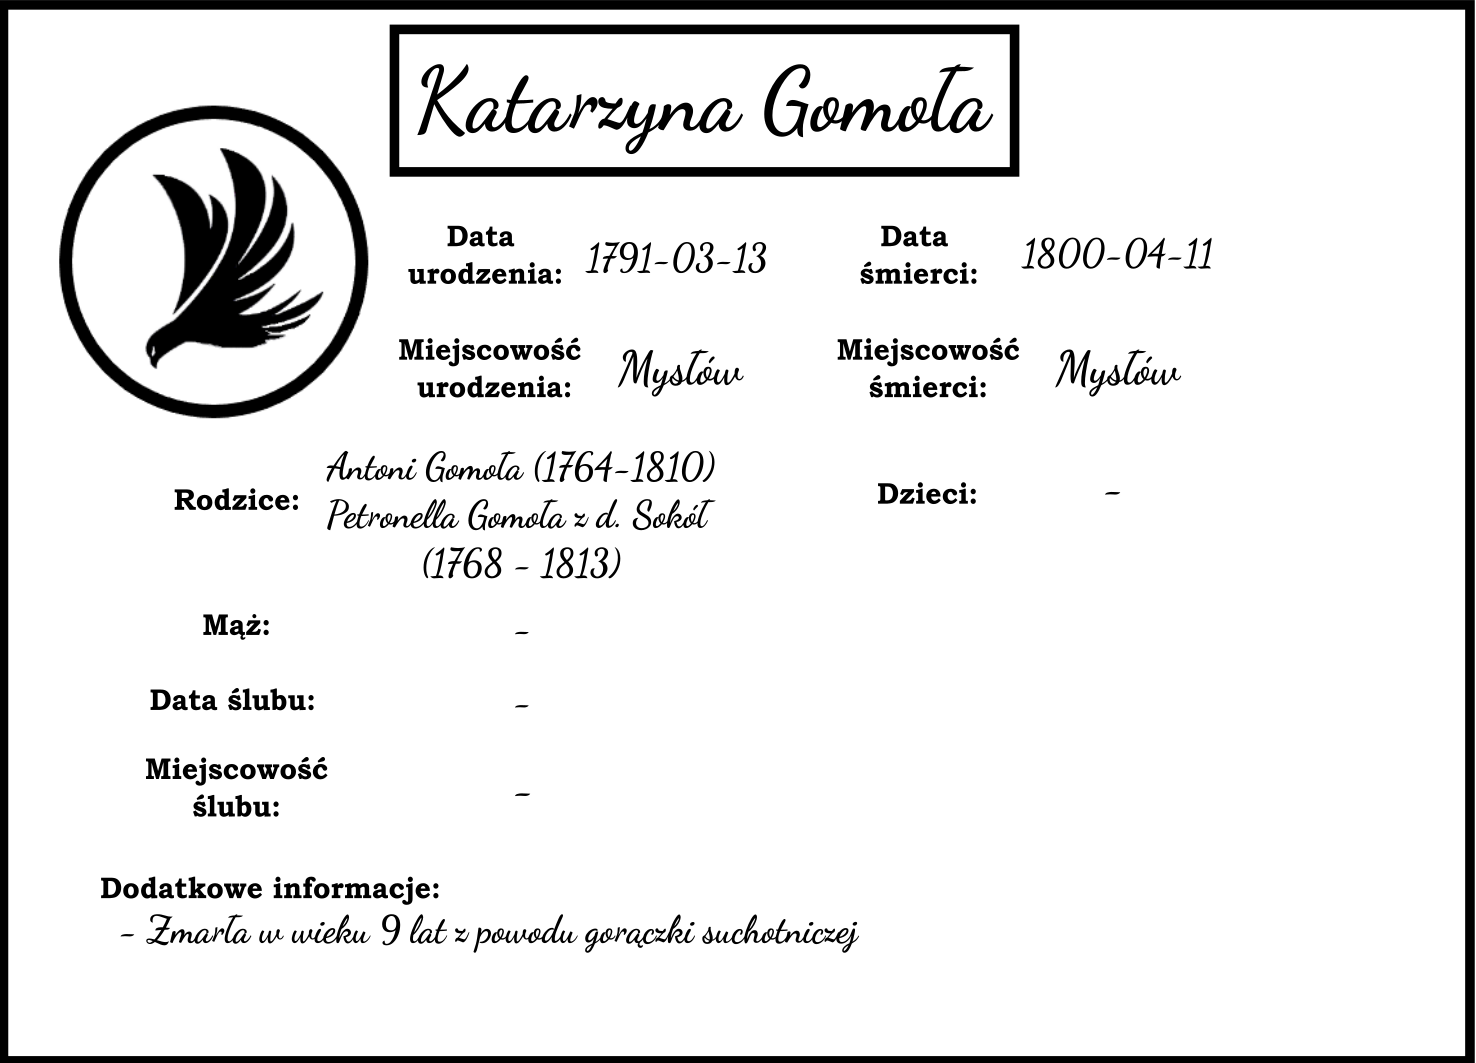 Katarzyna Gomoła
Data
urodzenia:
1791-03-13
Data
śmierci:
1800-04-11
Miejscowość
urodzenia:
Mysłów
Miejscowość
śmierci:
Mysłów
Rodzice:
Antoni Gomoła (1764-1810)
Petronella Gomoła z d. Sokół
(1768 - 1813)
Dzieci:
-
Mąż:
-
Data ślubu:
-
Miejscowość
ślubu:
-
Dodatkowe informacje:
- Zmarła w wieku 9 lat z powodu gorączki suchotniczej